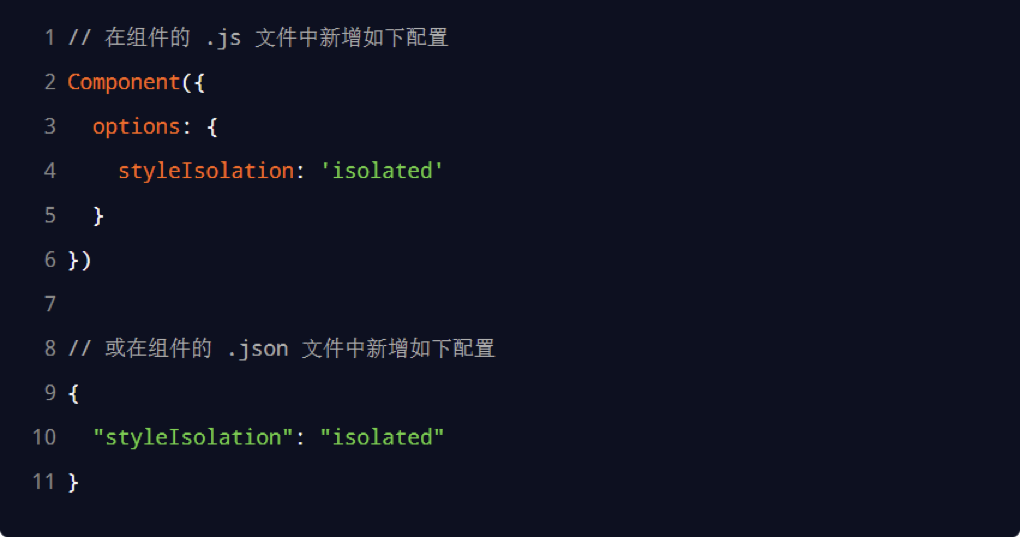 1 // 在组件的 .js 文件中新增如下配置
2 Component({
3   options: {
4     styleIsolation: 'isolated'
5   }
6 })
7
8 // 或在组件的 .json 文件中新增如下配置
9 {
10   "styleIsolation": "isolated"
11 }